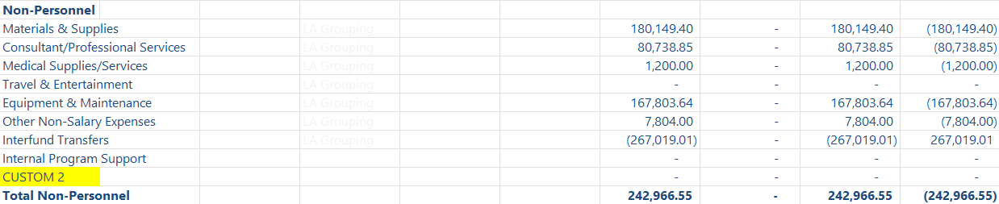 Non-Personnel
Materials & Supplies LA Grouping 180,149.40 - 180,149.40 (180,149.40)
Consultant/Professional Services LA Grouping 80,738.85 - 80,738.85 (80,738.85)
Medical Supplies/Services LA Grouping 1,200.00 - 1,200.00 (1,200.00)
Travel & Entertainment - - - -
Equipment & Maintenance LA Grouping 167,803.64 - 167,803.64 (167,803.64)
Other Non-Salary Expenses LA Grouping 7,804.00 - 7,804.00 (7,804.00)
Interfund Transfers LA Grouping (267,019.01) - (267,019.01) 267,019.01
Internal Program Support - - - -
CUSTOM 2 - - - -
Total Non-Personnel 242,966.55 - 242,966.55 (242,966.55)